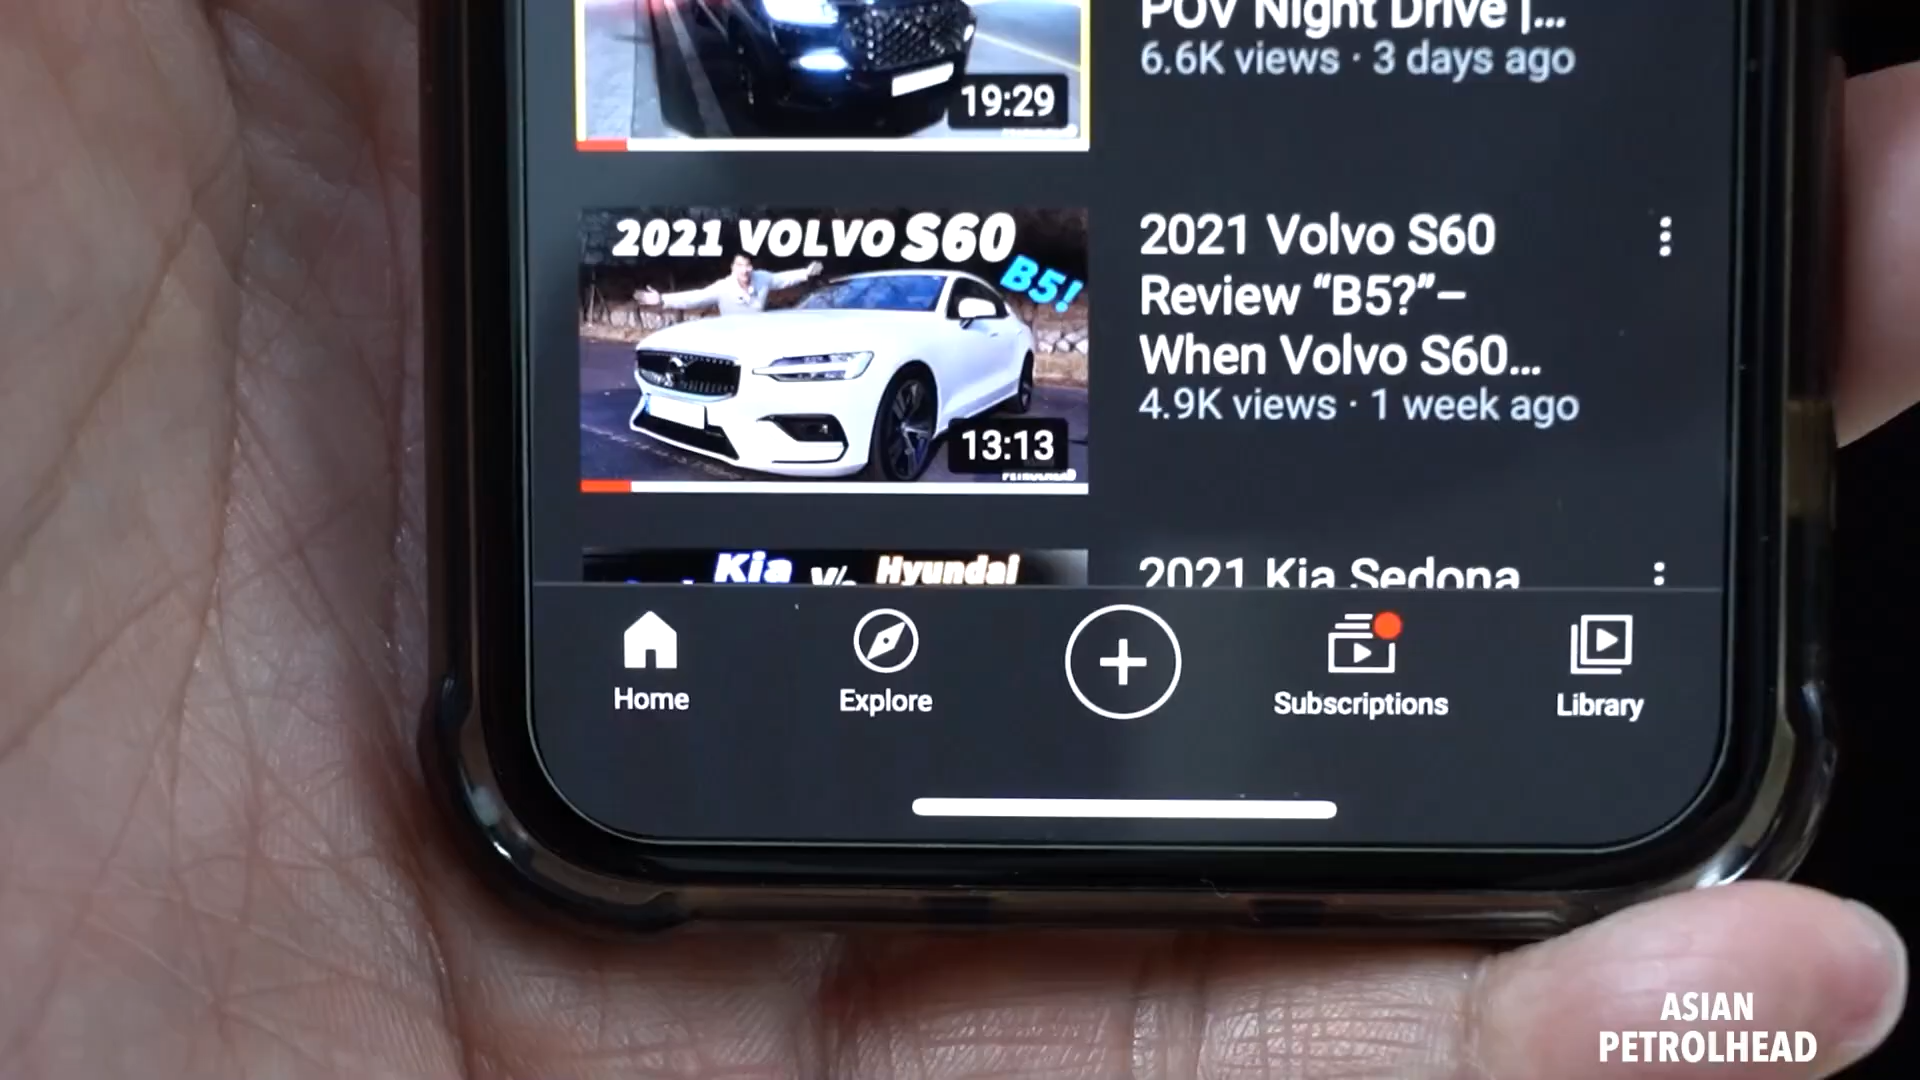 POV Night Drive |...
6.6K views · 3 days ago
19:29
2021 VOLVO S60
B5!
13:13
2021 Volvo S60
Review “B5?”–
When Volvo S60...
4.9K views · 1 week ago
Kia Vs Hyundai
2021 Kia Sedona
Home
Explore
Subscriptions
Library
ASIAN
PETROLHEAD